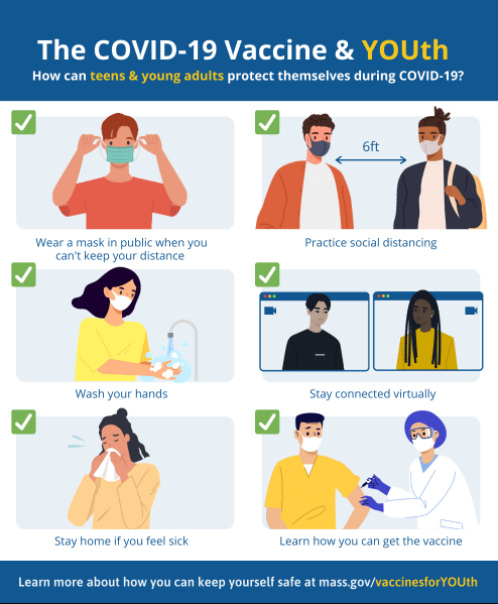 The COVID-19 Vaccine & YOUth
How can teens & young adults protect themselves during COVID-19?
Wear a mask in public when you
can't keep your distance
6ft
Practice social distancing
Wash your hands
Stay connected virtually
Stay home if you feel sick
Learn how you can get the vaccine
Learn more about how you can keep yourself safe at mass.gov/vaccinesforYOUth